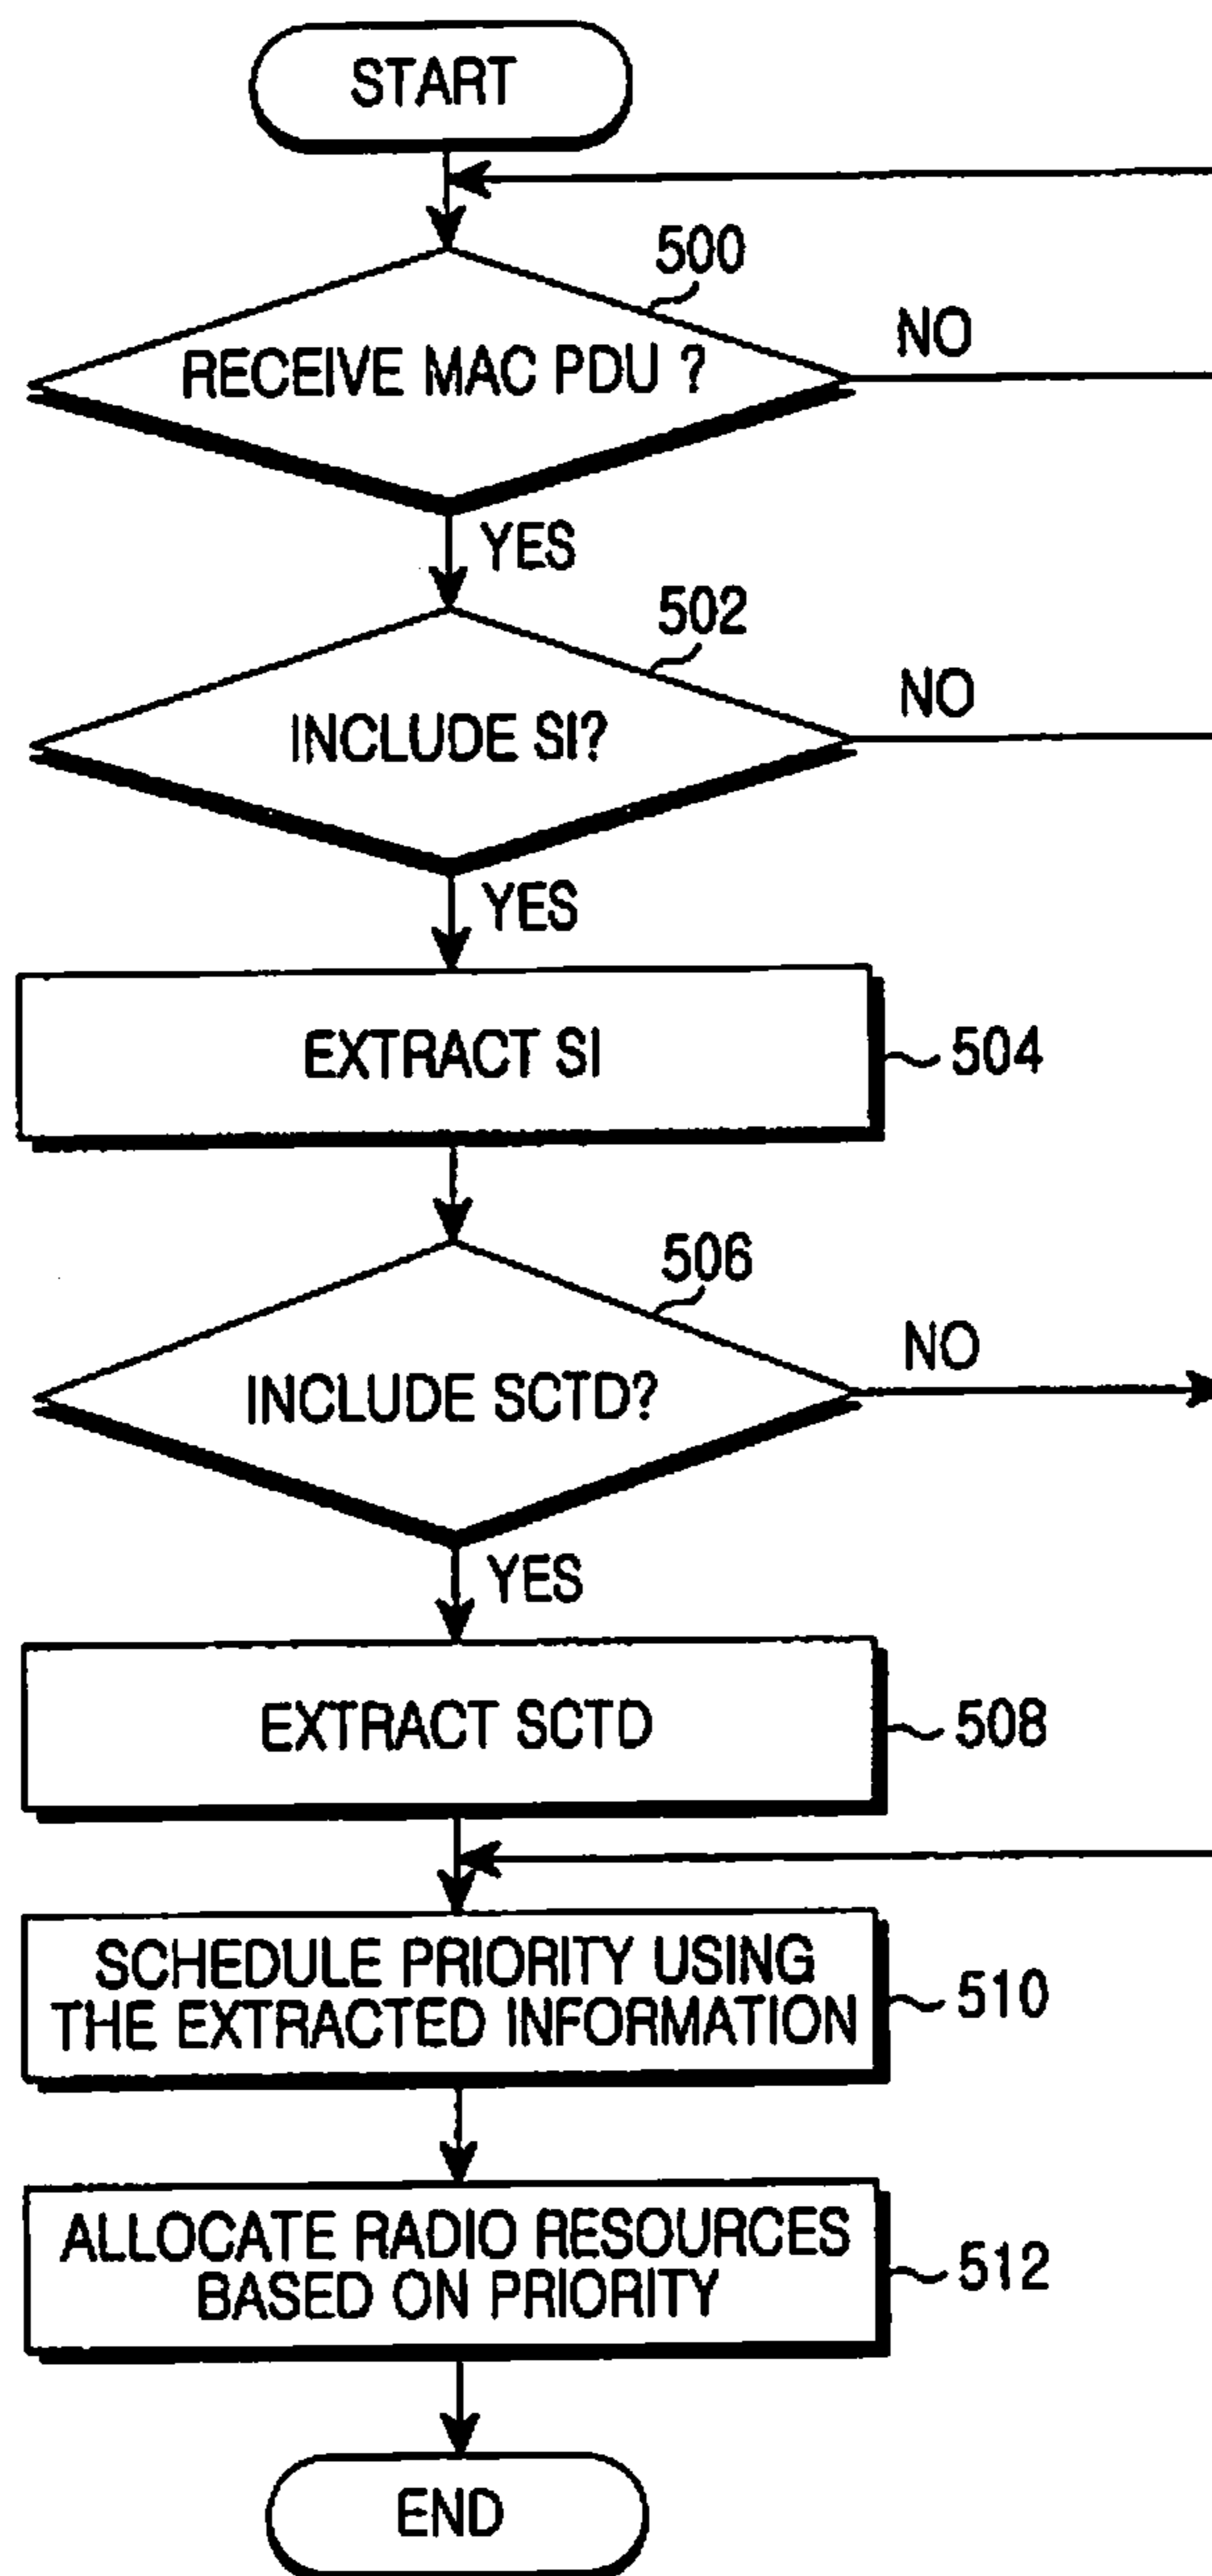 START
500
RECEIVE MAC PDU ?
NO
YES
502
INCLUDE SI?
NO
YES
EXTRACT SI
504
506
INCLUDE SCTD?
NO
YES
EXTRACT SCTD
508
SCHEDULE PRIORITY USING
THE EXTRACTED INFORMATION
510
ALLOCATE RADIO RESOURCES
BASED ON PRIORITY
512
END